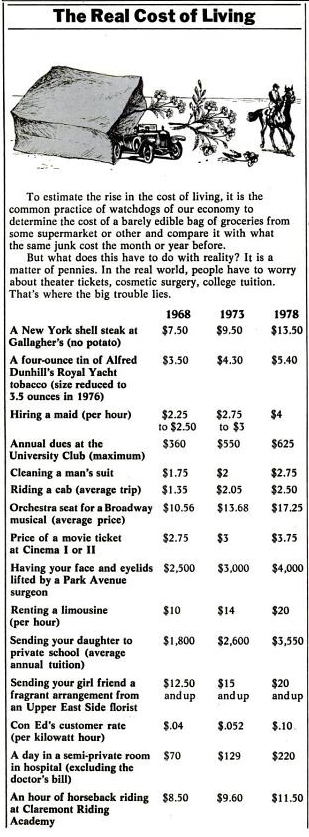 The Real Cost of Living
To estimate the rise in the cost of living, it is the
common practice of watchdogs of our economy to
determine the cost of a barely edible bag of groceries from
some supermarket or other and compare it with what
the same junk cost the month or year before.
But what does this have to do with reality? It is a
matter of pennies. In the real world, people have to worry
about theater tickets, cosmetic surgery, college tuition.
That's where the big trouble lies.
1968 1973 1978
A New York shell steak at $7.50 $9.50 $13.50
Gallagher's (no potato)
A four-ounce tin of Alfred $3.50 $4.30 $5.40
Dunhill's Royal Yacht
tobacco (size reduced to
3.5 ounces in 1976)
Hiring a maid (per hour) $2.25 $2.75 $4
to $2.50 to $3
Annual dues at the $360 $550 $625
University Club (maximum)
Cleaning a man's suit $1.75 $2 $2.75
Riding a cab (average trip) $1.35 $2.05 $2.50
Orchestra seat for a Broadway $10.56 $13.68 $17.25
musical (average price)
Price of a movie ticket $2.75 $3 $3.75
at Cinema I or II
Having your face and eyelids $2,500 $3,000 $4,000
lifted by a Park Avenue
surgeon
Renting a limousine $10 $14 $20
(per hour)
Sending your daughter to $1,800 $2,600 $3,550
private school (average
annual tuition)
Sending your girl friend a $12.50 $15 $20
fragrant arrangement from and up and up and up
an Upper East Side florist
Con Ed's customer rate $.04 $.052 $.10
(per kilowatt hour)
A day in a semi-private room $70 $129 $220
in hospital (excluding the
doctor's bill)
An hour of horseback riding $8.50 $9.60 $11.50
at Claremont Riding
Academy